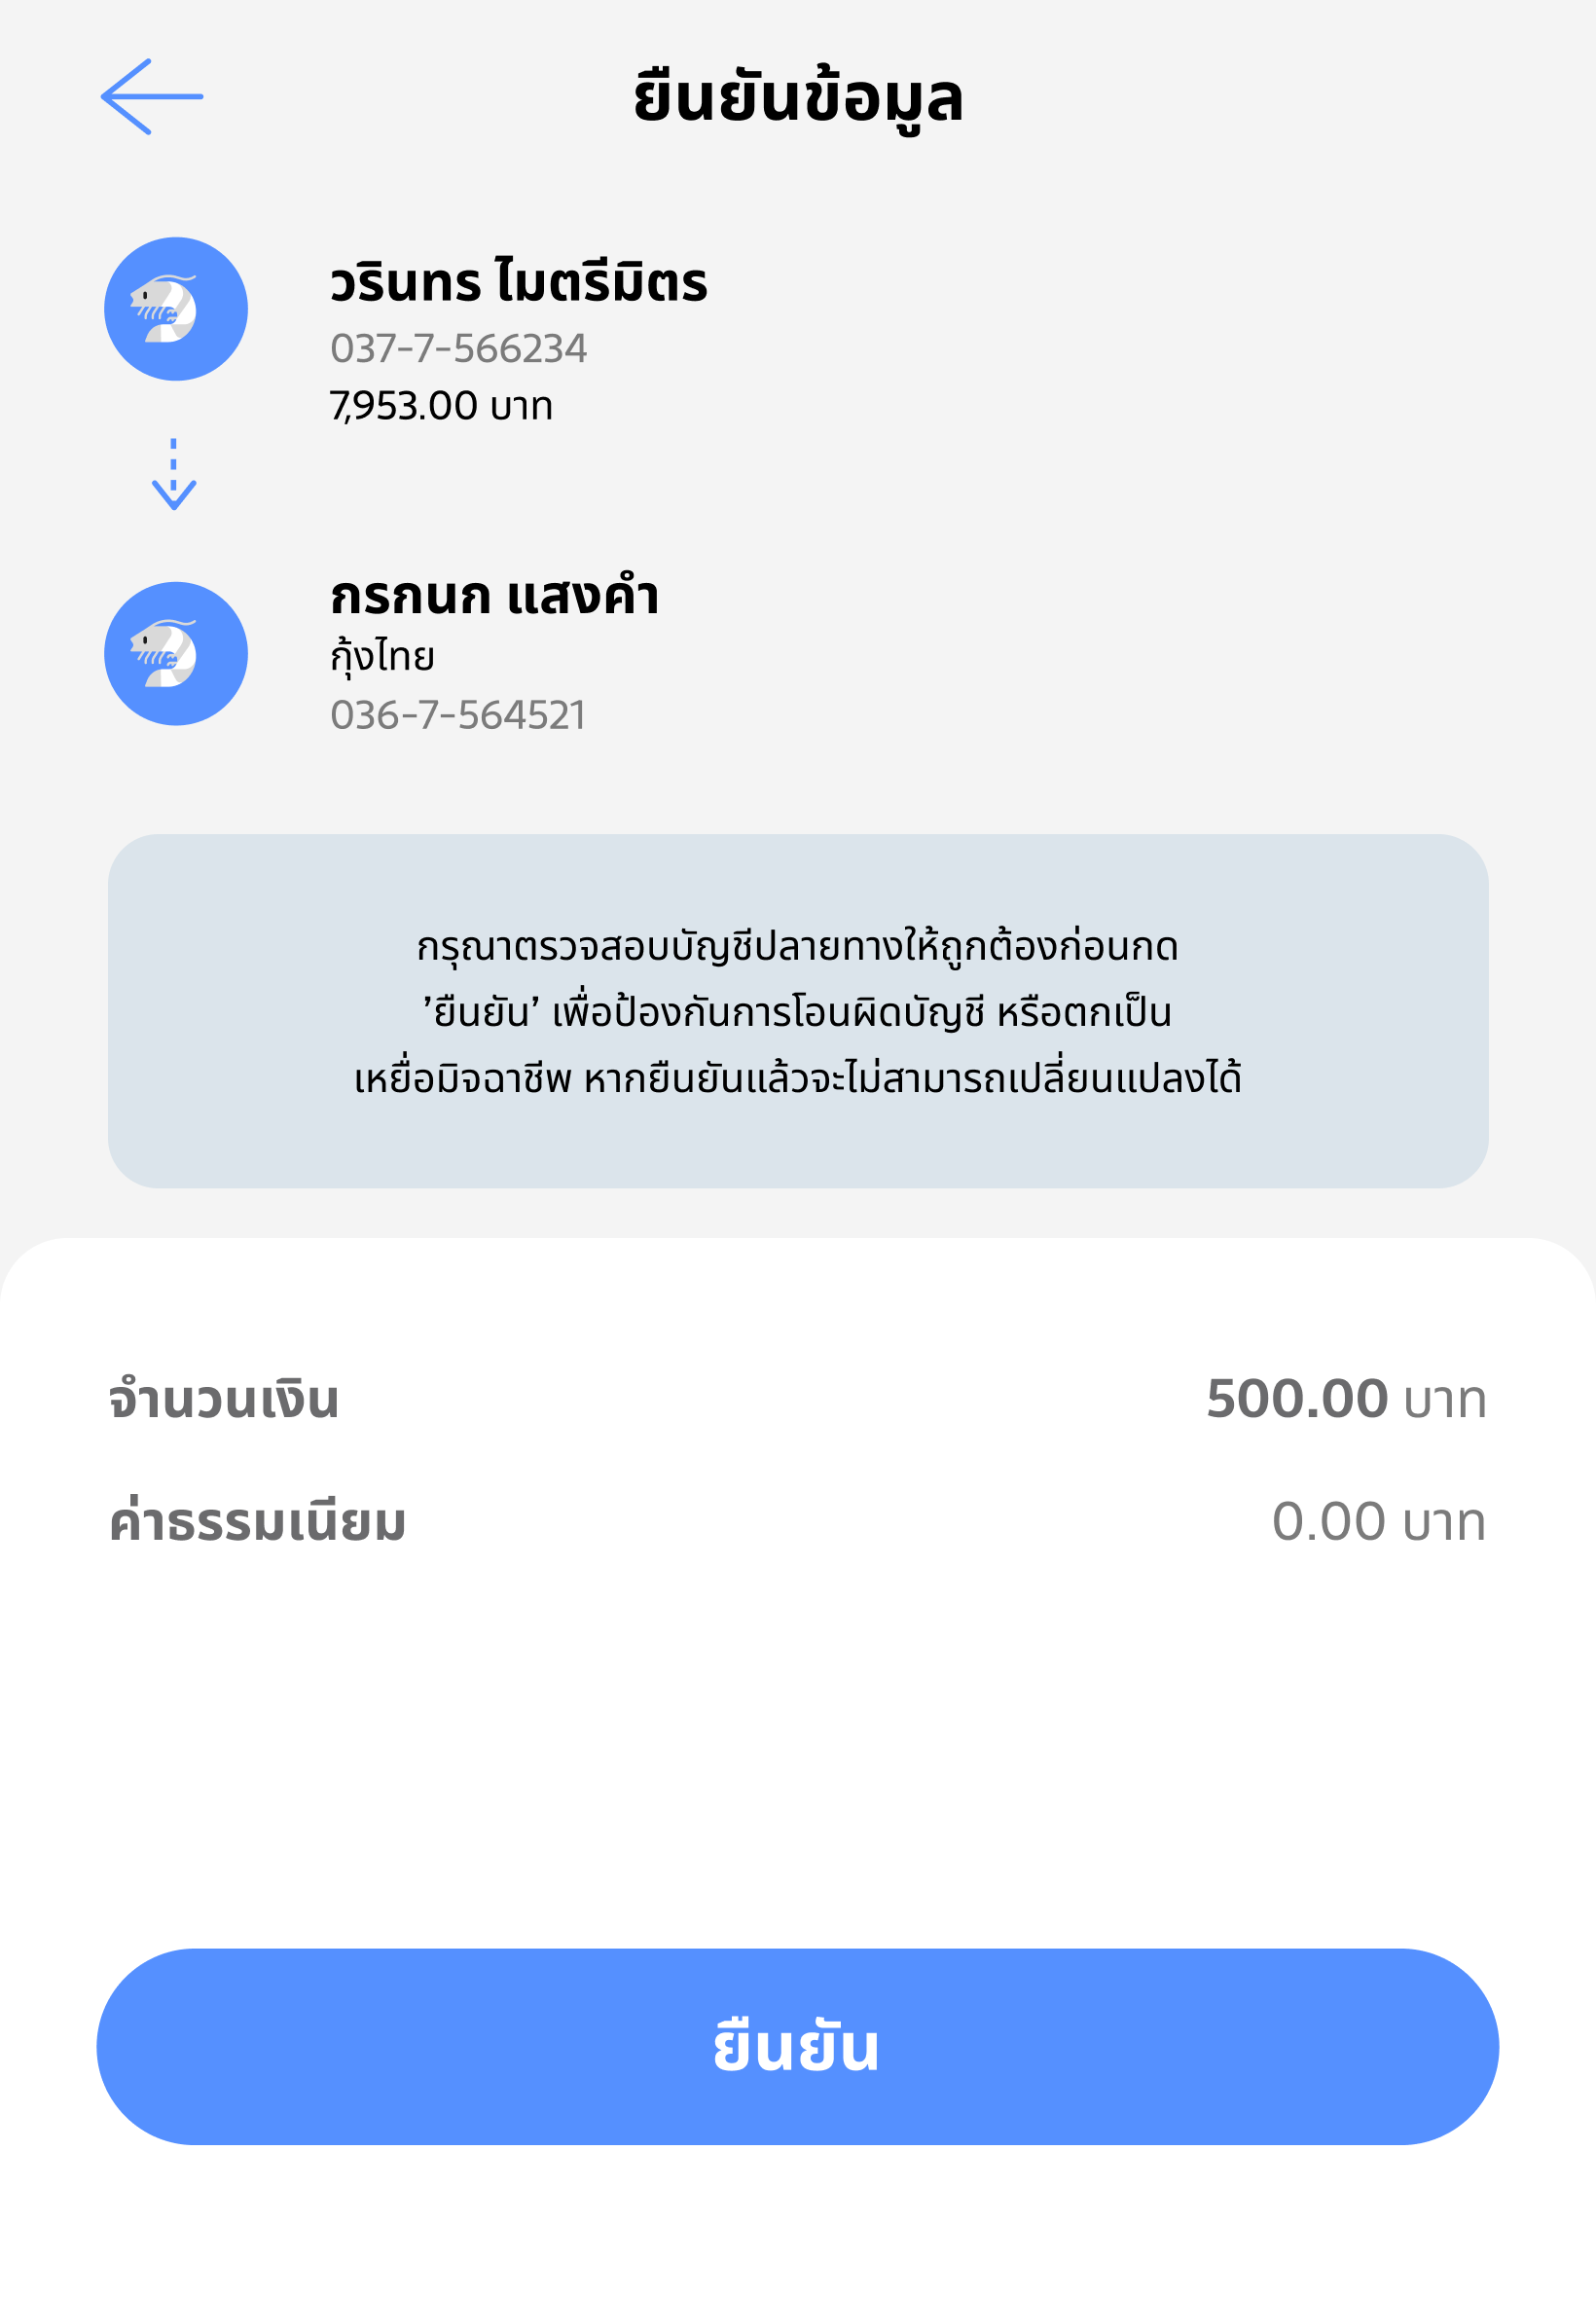 ยืนยันข้อมูล
วรินทร ไมตรีมิตร
037-7-566234
7,953.00 บาท
กรกนก แสงคำ
กุ้งไทย
036-7-564521
กรุณาตรวจสอบบัญชีปลายทางให้ถูกต้องก่อนกด
’ยืนยัน’ เพื่อป้องกันการโอนผิดบัญชี หรือตกเป็น
เหยื่อมิจฉาชีพ หากยืนยันแล้วจะไม่สามารถเปลี่ยนแปลงได้
จำนวนเงิน 500.00 บาท
ค่าธรรมเนียม 0.00 บาท
ยืนยัน